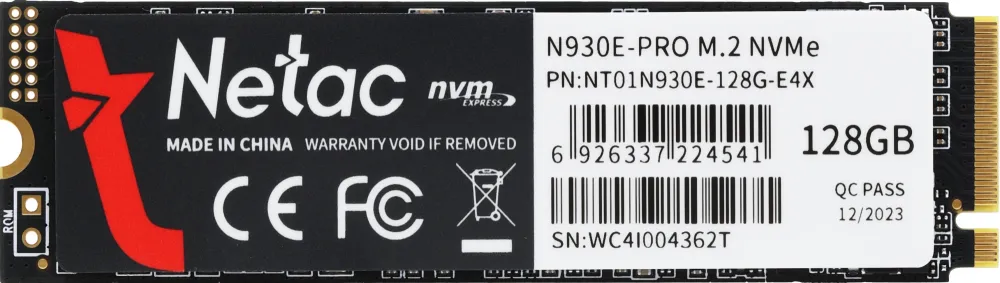 Netac
nvm
EXPRESS
MADE IN CHINA WARRANTY VOID IF REMOVED
CE FC
N930E-PRO M.2 NVMe
PN:NT01N930E-128G-E4X
6 926337 224541
128GB
SN:WC4I004362T
QC PASS
12/2023
ROM